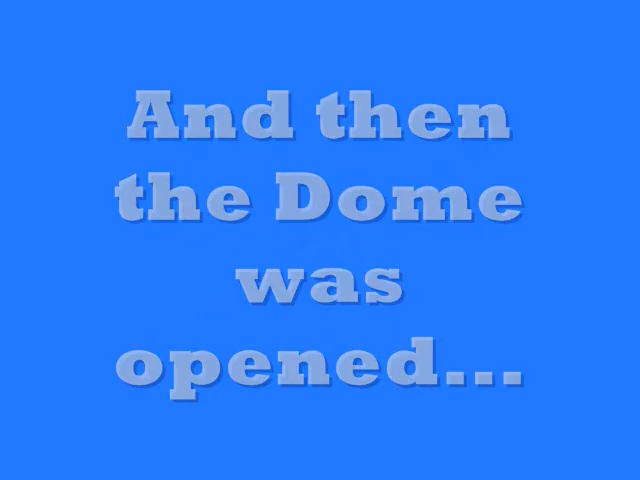 And then
the Dome
was
opened...